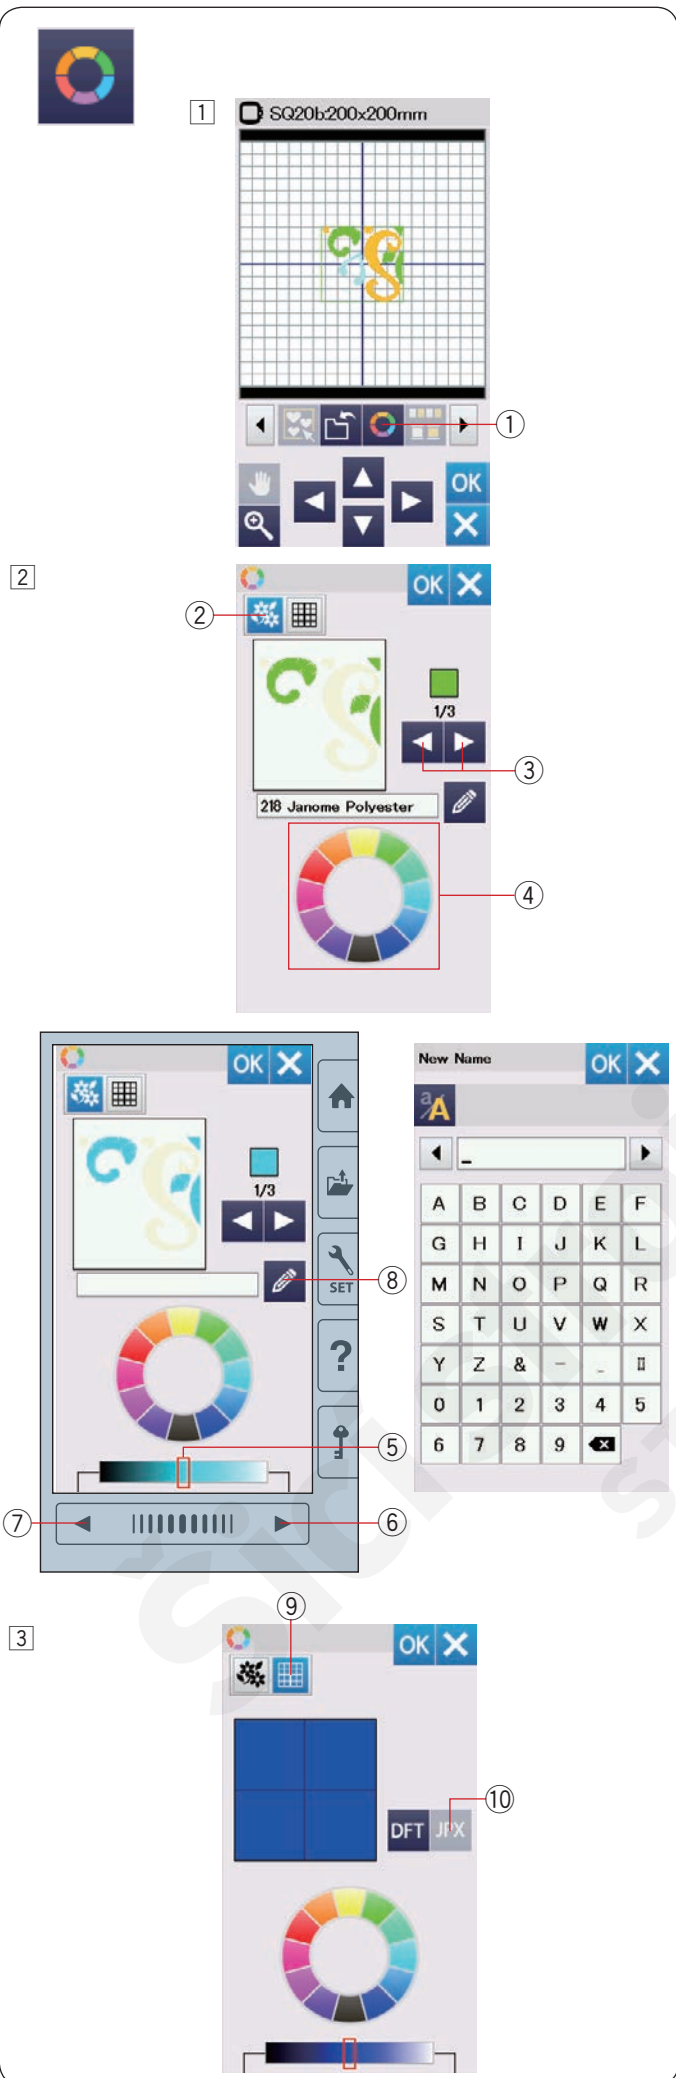 1
SQ20b:200x200mm
①
OK
2
OK
②
1/3
③
218 Janome Polyester
④
OK
1/3
SET
?
⑧
⑤
⑦
⑥
New Name
OK
a/A
_
A B C D E F
G H I J K L
M N O P Q R
S T U V W X
Y Z & - _
0 1 2 3 4 5
6 7 8 9
⑨
3
OK
⑩
DFT JPX